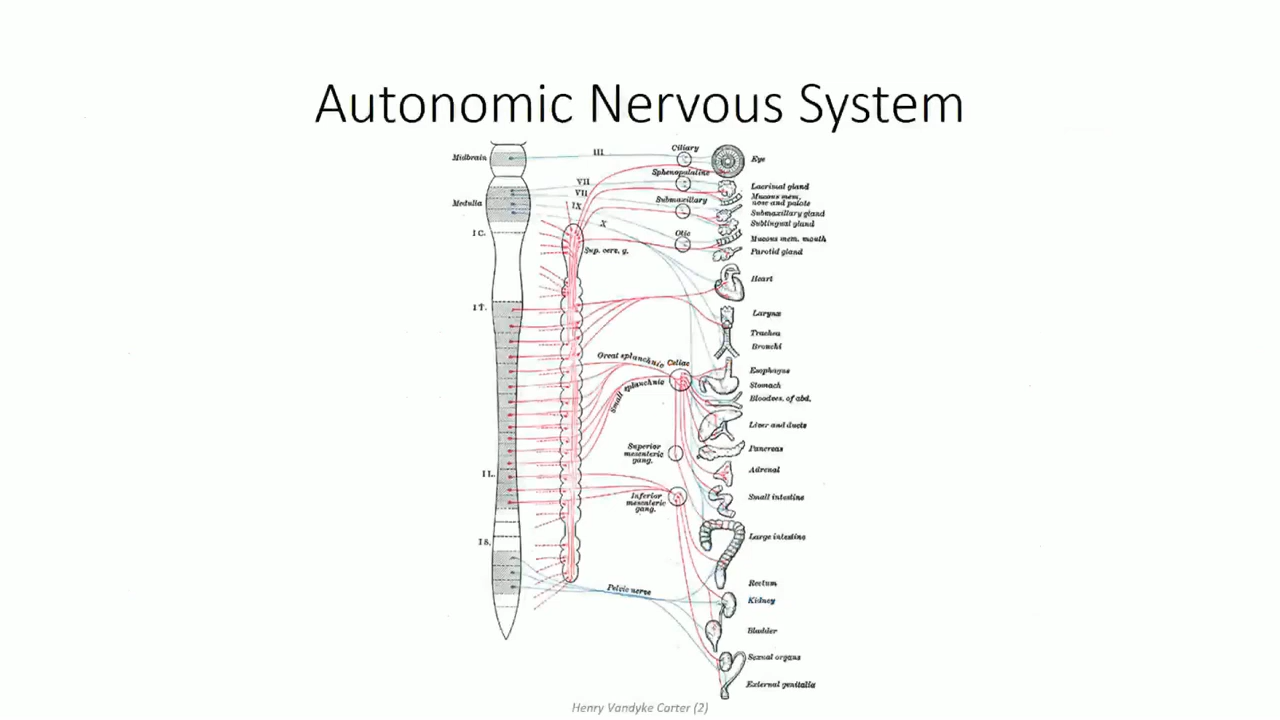 Autonomic Nervous System
Midbrain
Medulla
I C.
I T.
I L.
I S.
III
VII
VII
IX
X
Sup. cerv. g.
Great splanchnic
Small splanchnic
Pelvic nerve
Ciliary
Sphenopalatine
Submaxillary
Otic
Celiac
Superior
mesenteric
gang.
Inferior
mesenteric
gang.
Eye
Lacrimal gland
Mucous mem.
nose and palate
Submaxillary gland
Sublingual gland
Mucous mem. mouth
Parotid gland
Heart
Larynx
Trachea
Bronchi
Esophagus
Stomach
Bloodves. of abd.
Liver and ducts
Pancreas
Adrenal
Small intestine
Large intestine
Rectum
Kidney
Bladder
Sexual organs
External genitalia
Henry Vandyke Carter (2)